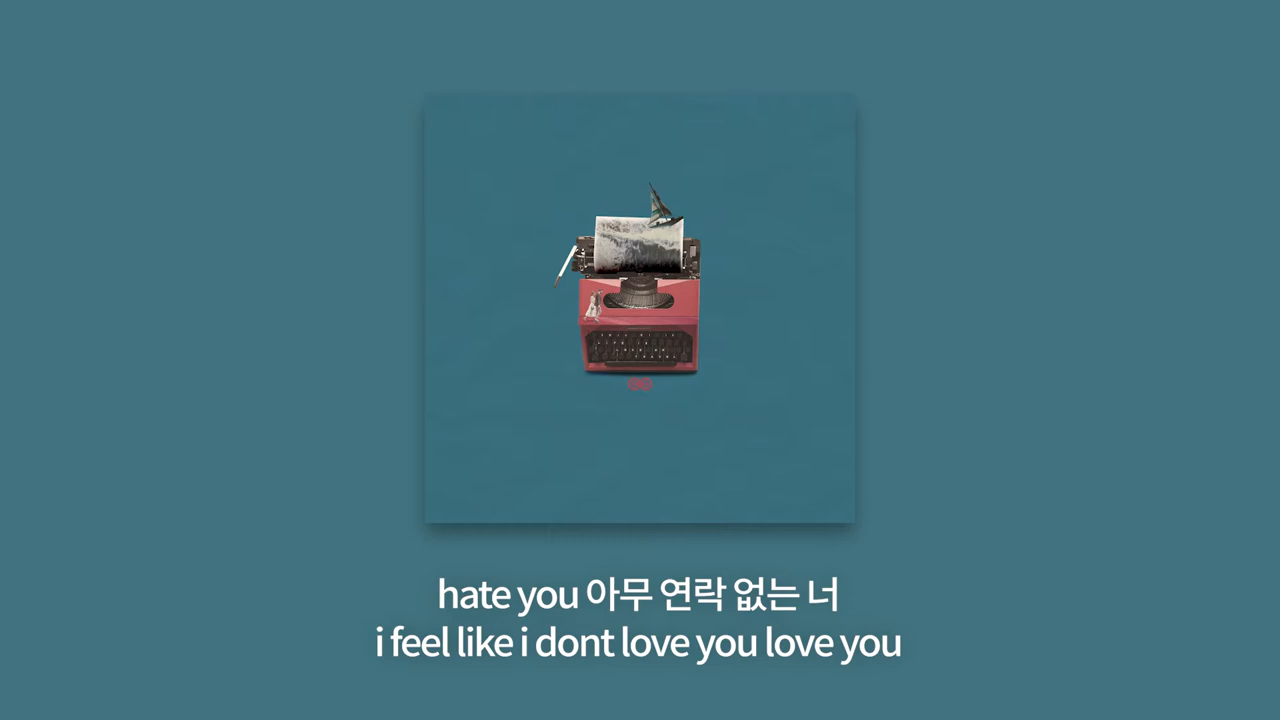 hate you 아무 연락 없는 너
i feel like i dont love you love you